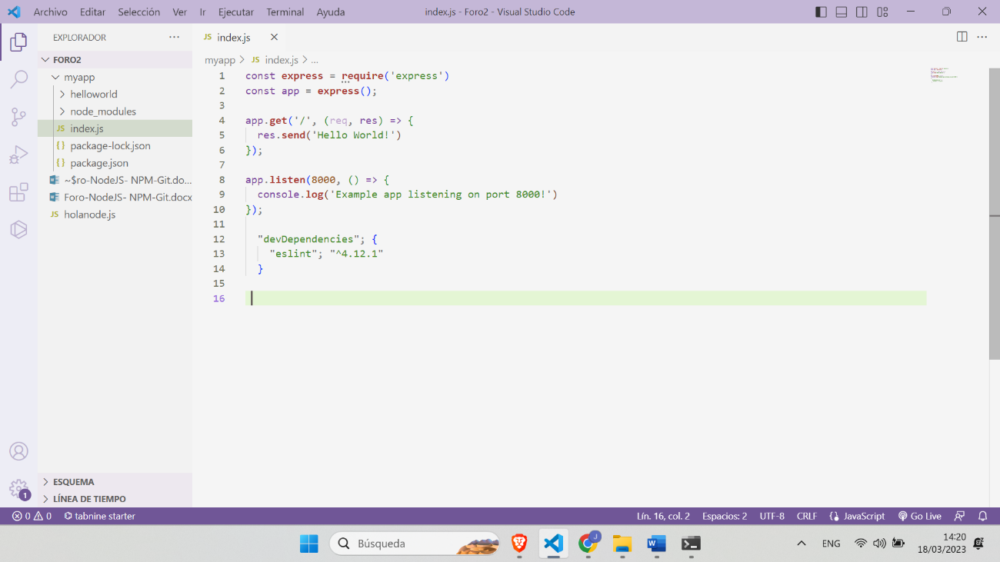 Archivo Editar Selección Ver Ir Ejecutar Terminal Ayuda index.js - Foro2 - Visual Studio Code
EXPLORADOR
FORO2
myapp
helloworld
node_modules
JS index.js
{} package-lock.json
{} package.json
~$ro-NodeJS- NPM-Git.do...
Foro-NodeJS- NPM-Git.docx
JS holanode.js
ESQUEMA
LÍNEA DE TIEMPO
1
JS index.js
myapp > JS index.js > ...
1 const express = require('express')
2 const app = express();
3
4 app.get('/', (req, res) => {
5 res.send('Hello World!')
6 });
7
8 app.listen(8000, () => {
9 console.log('Example app listening on port 8000!')
10 });
11
12 "devDependencies"; {
13 "eslint"; "^4.12.1"
14 }
15
16
0 0 tabnine starter Lín. 16, col. 2 Espacios: 2 UTF-8 CRLF {} JavaScript Go Live
Búsqueda
J
W
ENG
14:20
18/03/2023